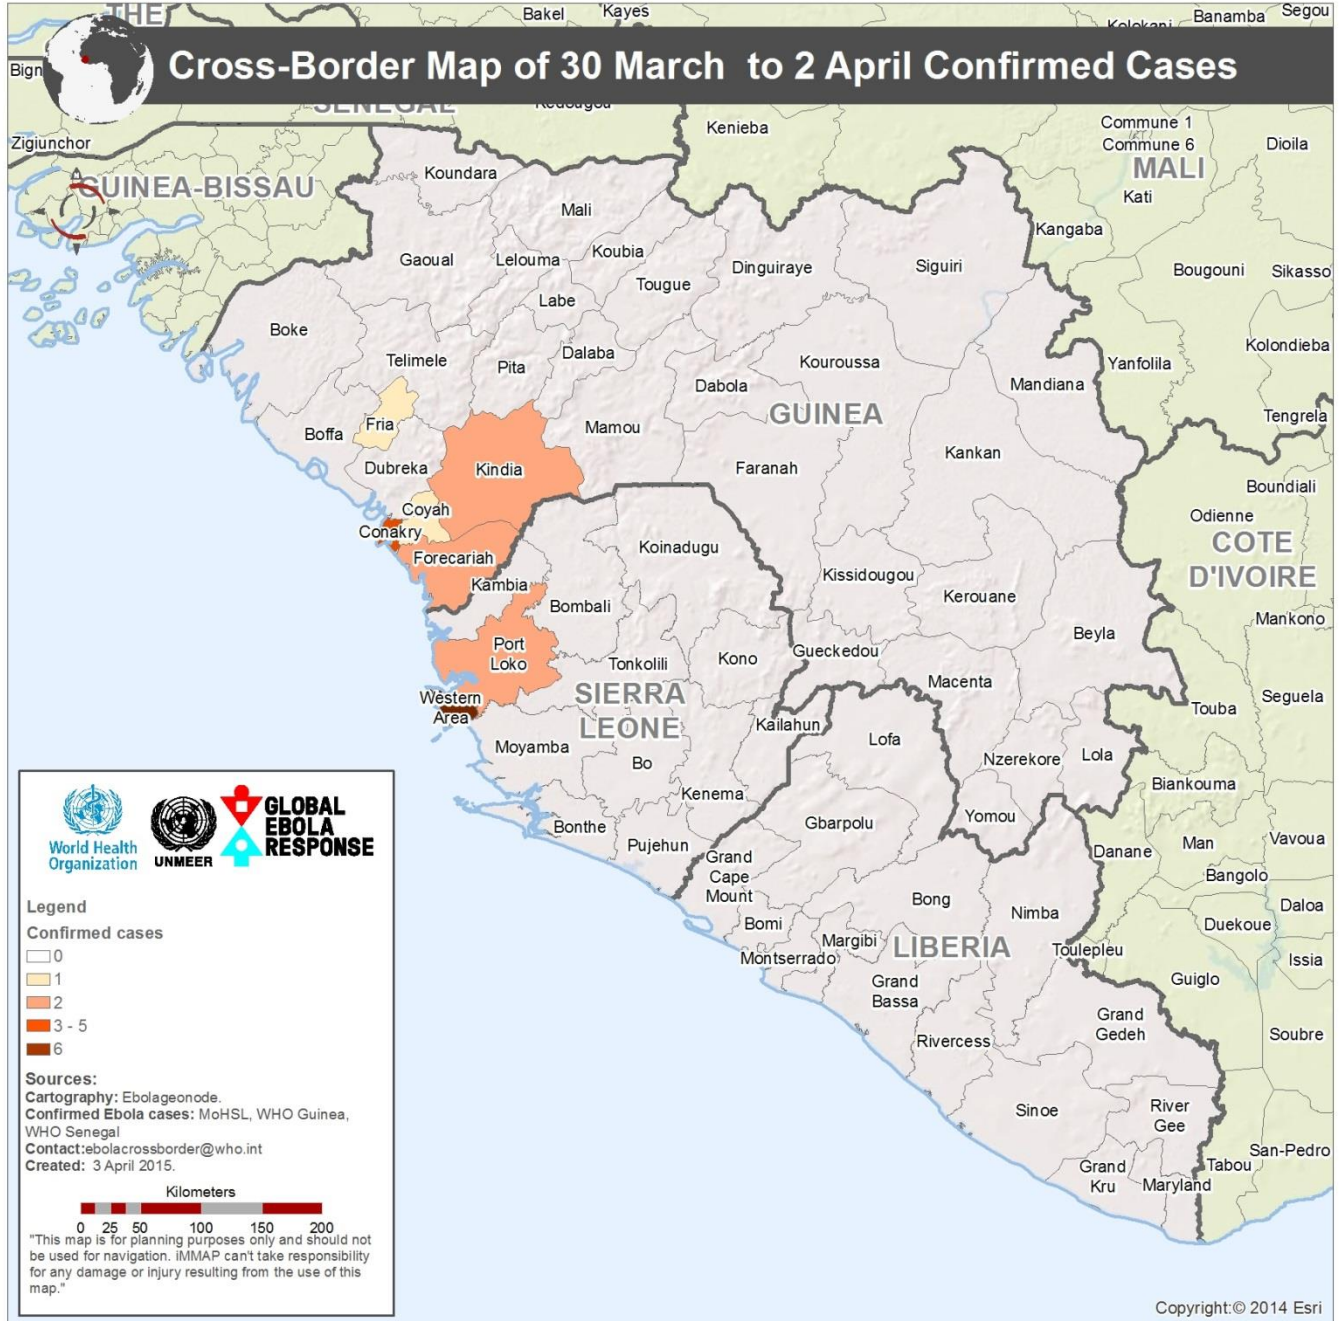 THE
Bakel
Kayes
Kolokani
Banamba
Segou
Bign
Cross-Border Map of 30 March to 2 April Confirmed Cases
SENEGAL
Kedougou
Zigiunchor
Kenieba
Commune 1
Commune 6
Dioila
MALI
Kati
GUINEA-BISSAU
Koundara
Mali
Kangaba
Gaoual
Lelouma
Koubia
Tougue
Dinguiraye
Siguiri
Bougouni
Sikasso
Labe
Boke
Telimele
Pita
Dalaba
Kouroussa
Kolondieba
Yanfolila
Dabola
Mandiana
GUINEA
Tengrela
Boffa
Fria
Mamou
Kankan
Dubreka
Kindia
Faranah
Boundiali
Coyah
Odienne
Conakry
COTE
D'IVOIRE
Forecariah
Koinadugu
Kambia
Kissidougou
Kerouane
Bombali
Mankono
Beyla
Port
Loko
Tonkolili
Kono
Gueckedou
Macenta
Western
Area
SIERRA
LEONE
Seguela
Touba
Kailahun
Lofa
Moyamba
Bo
Nzerekore
Lola
Biankouma
Kenema
Bonthe
Gbarpolu
Yomou
Pujehun
Danane
Man
Vavoua
Grand
Cape
Mount
Bangolo
Bong
Nimba
Daloa
Bomi
Duekoue
Margibi
LIBERIA
Toulepleu
Montserrado
Issia
Guiglo
Grand
Bassa
Grand
Gedeh
Rivercess
Soubre
Sinoe
River
Gee
San-Pedro
Tabou
Grand
Kru
Maryland
World Health
Organization
UNMEER
GLOBAL
EBOLA
RESPONSE
Legend
Confirmed cases
0
1
2
3 - 5
6
Sources:
Cartography: Ebolageonode.
Confirmed Ebola cases: MoHSL, WHO Guinea,
WHO Senegal
Contact:ebolacrossborder@who.int
Created: 3 April 2015.
Kilometers
0 25 50 100 150 200
"This map is for planning purposes only and should not
be used for navigation. iMMAP can't take responsibility
for any damage or injury resulting from the use of this
map."
Copyright:© 2014 Esri